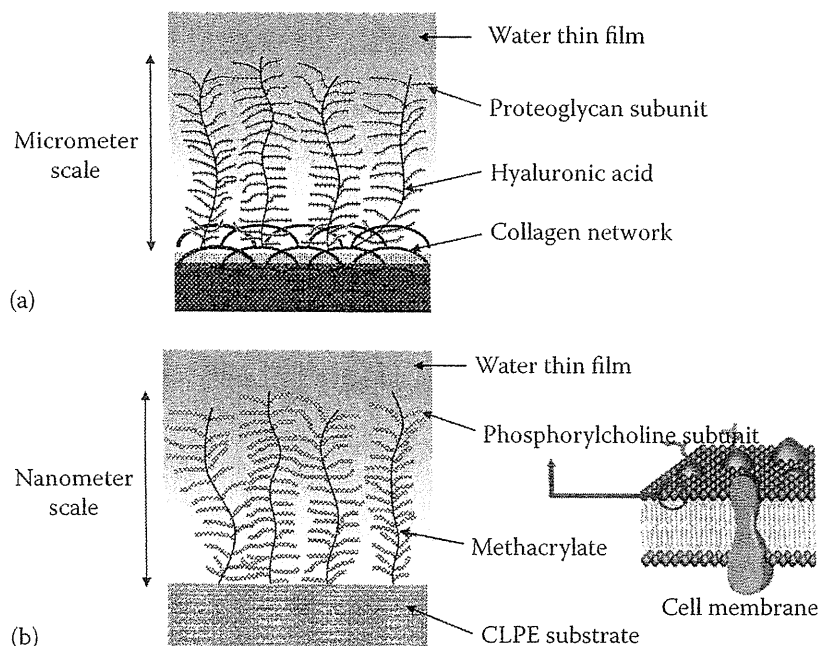 Water thin film
Proteoglycan subunit
Micrometer
scale
Hyaluronic acid
Collagen network
(a)
Water thin film
Phosphorylcholine subunit
Nanometer
scale
Methacrylate
Cell membrane
CLPE substrate
(b)